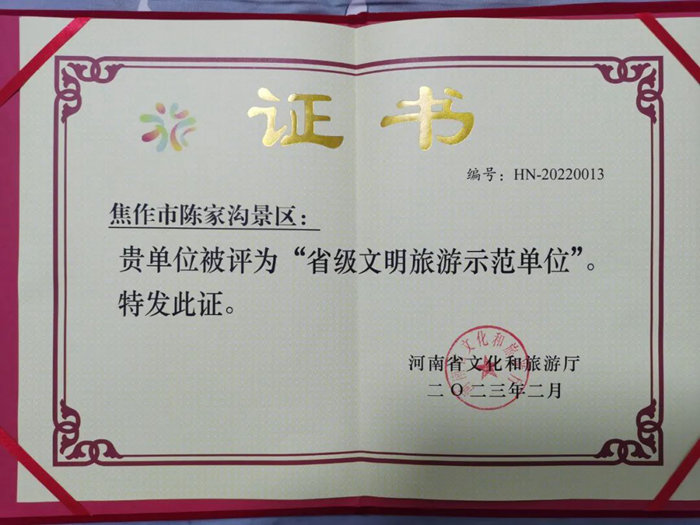 证书
编号：HN-20220013
焦作市陈家沟景区：
贵单位被评为“省级文明旅游示范单位”。
特发此证。
河南省文化和旅游厅
二〇二三年二月